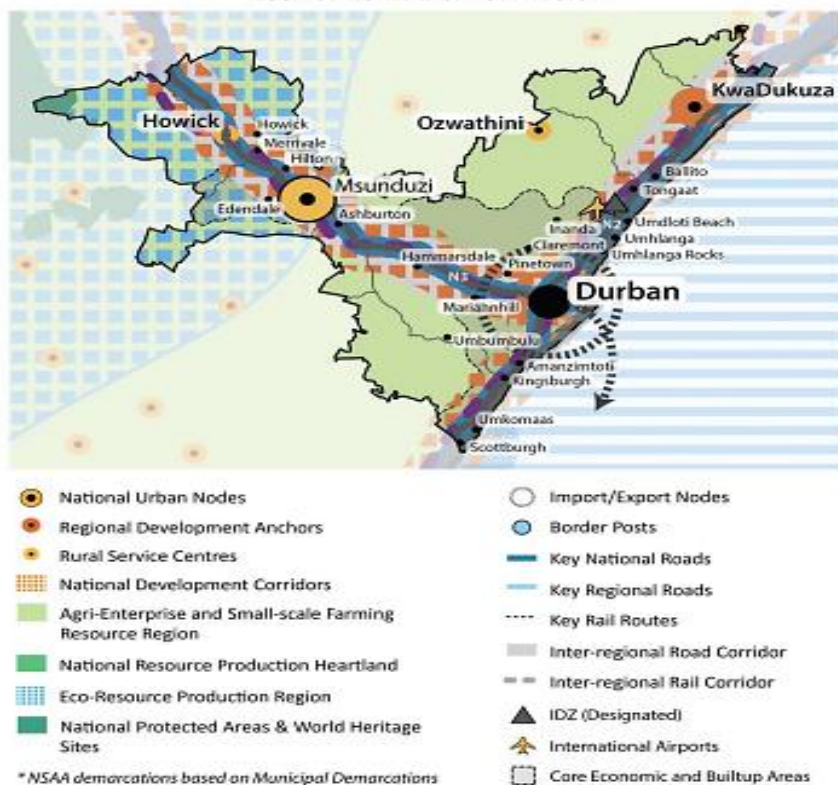 KwaDukuza
Howick
Howick
Ozwathini
Merrivale
Hilton
Ballito
Msunduzi
Tongaat
Edendale
Ashburton
Inanda
N2
Umdloti Beach
Claremont
Umhlanga
Hammarsdale
Pinetown
Umhlanga Rocks
N3
Durban
Mariannhill
Umbumbulu
Amanzimtoti
Kingsburgh
Umkomaas
Scottburgh
National Urban Nodes
Regional Development Anchors
Rural Service Centres
National Development Corridors
Agri-Enterprise and Small-scale Farming
Resource Region
National Resource Production Heartland
Eco-Resource Production Region
National Protected Areas & World Heritage
Sites
* NSAA demarcations based on Municipal Demarcations
Import/Export Nodes
Border Posts
Key National Roads
Key Regional Roads
Key Rail Routes
Inter-regional Road Corridor
Inter-regional Rail Corridor
IDZ (Designated)
International Airports
Core Economic and Builtup Areas